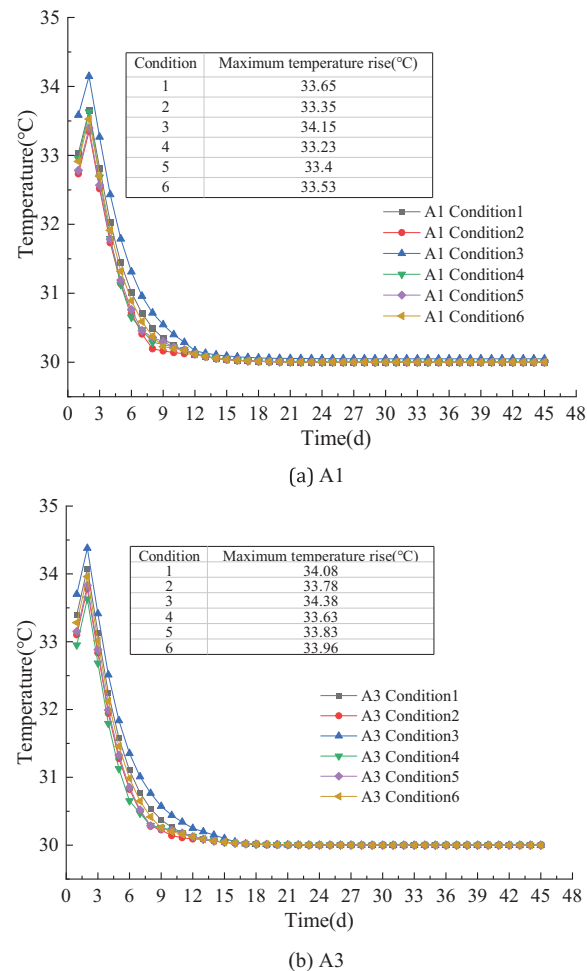 35
34
33
32
31
30
Temperature(°C)
Condition Maximum temperature rise(°C)
1 33.65
2 33.35
3 34.15
4 33.23
5 33.4
6 33.53
A1 Condition1
A1 Condition2
A1 Condition3
A1 Condition4
A1 Condition5
A1 Condition6
0 3 6 9 12 15 18 21 24 27 30 33 36 39 42 45 48
Time(d)
(a) A1
35
34
33
32
31
30
Temperature(°C)
Condition Maximum temperature rise(°C)
1 34.08
2 33.78
3 34.38
4 33.63
5 33.83
6 33.96
A3 Condition1
A3 Condition2
A3 Condition3
A3 Condition4
A3 Condition5
A3 Condition6
0 3 6 9 12 15 18 21 24 27 30 33 36 39 42 45 48
Time(d)
(b) A3